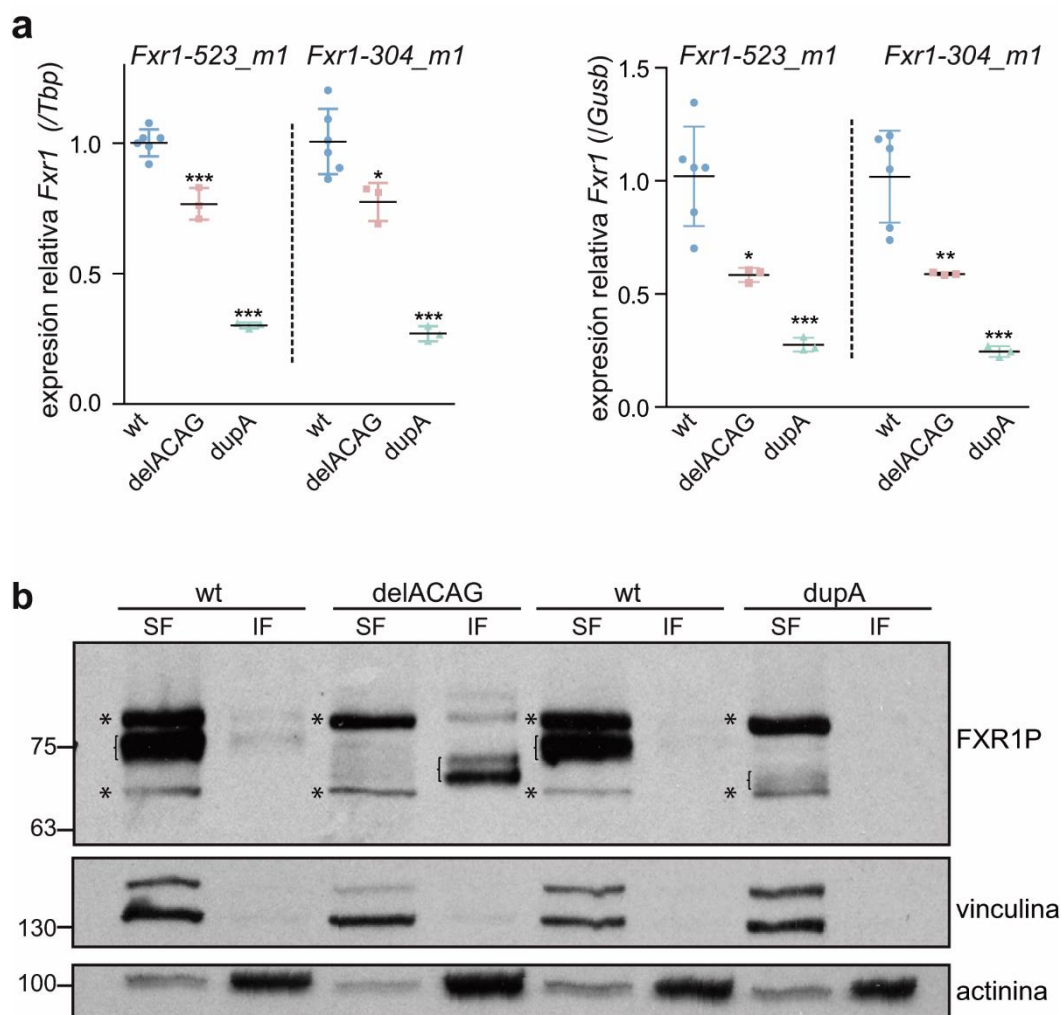 a
Fxr1-523_m1 Fxr1-304_m1
expresión relativa Fxr1 (/Tbp)
1.0
0.5
0.0
*** *** * ***
wt delACAG dupA wt delACAG dupA
Fxr1-523_m1 Fxr1-304_m1
expresión relativa Fxr1 (/Gusb)
1.5
1.0
0.5
0.0
* *** ** ***
wt delACAG dupA wt delACAG dupA
b
wt delACAG wt dupA
SF IF SF IF SF IF SF IF
* * * *
75 { { { { FXR1P
* * * *
63
130 vinculina
100 actinina